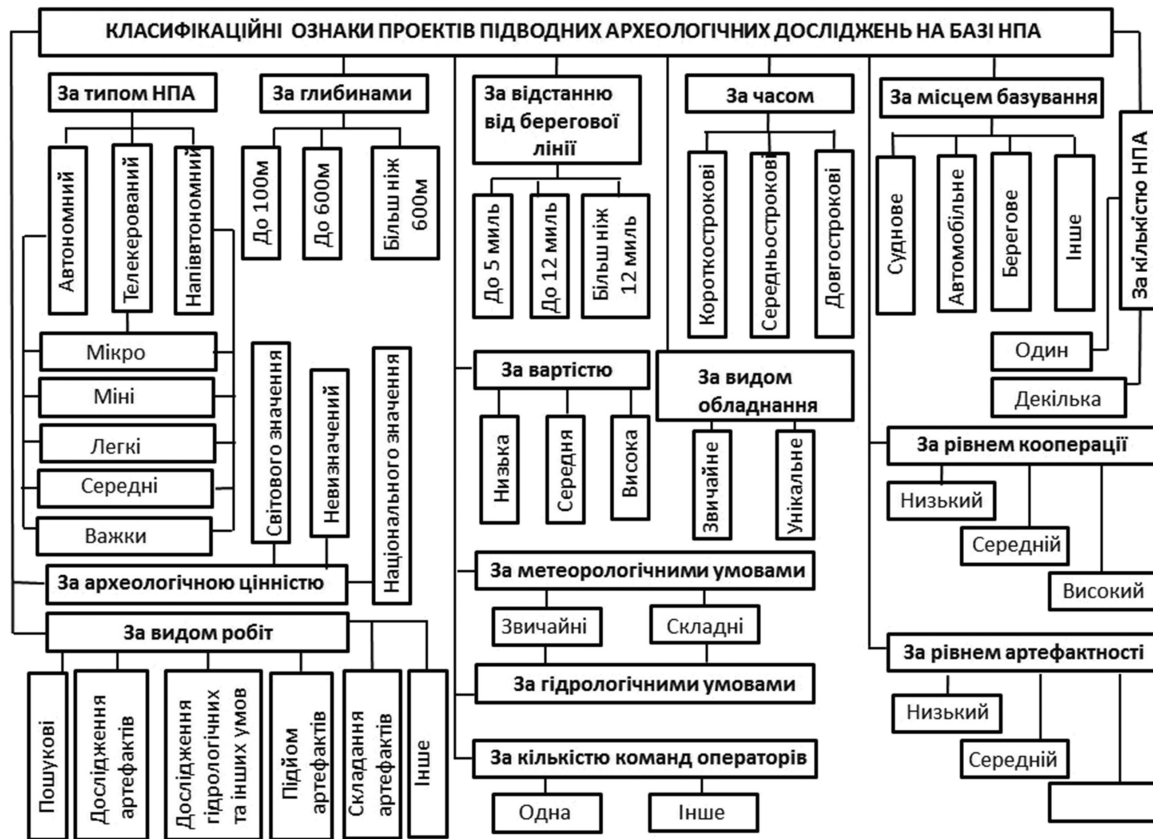 КЛАСИФІКАЦІЙНІ ОЗНАКИ ПРОЕКТІВ ПІДВОДНИХ АРХЕОЛОГІЧНИХ ДОСЛІДЖЕНЬ НА БАЗІ НПА
За типом НПА
Автономний
Телекерований
Напіввтономний
Мікро
Міні
Легкі
Середні
Важки
За глибинами
До 100м
До 600м
Більш ніж
600м
За відстанню
від берегової
лінії
До 5 миль
До 12 миль
Більш ніж
12 миль
За часом
Короткострокові
Середньострокові
Довгострокові
За місцем базування
Суднове
Автомобільне
Берегове
Інше
За кількістю НПА
Один
Декілька
Світового значення
Невизначений
Національного значення
За археологічною цінністю
За вартістю
Низька
Середня
Висока
За видом
обладнання
Звичайне
Унікальне
За рівнем кооперації
Низький
Середній
Високий
За видом робіт
Пошукові
Дослідження
артефактів
Дослідження
гідрологічних
та інших умов
Підйом
артефактів
Складання
артефактів
Інше
За метеорологічними умовами
Звичайні
Складні
За гідрологічними умовами
За кількістю команд операторів
Одна
Інше
За рівнем артефактності
Низький
Середній